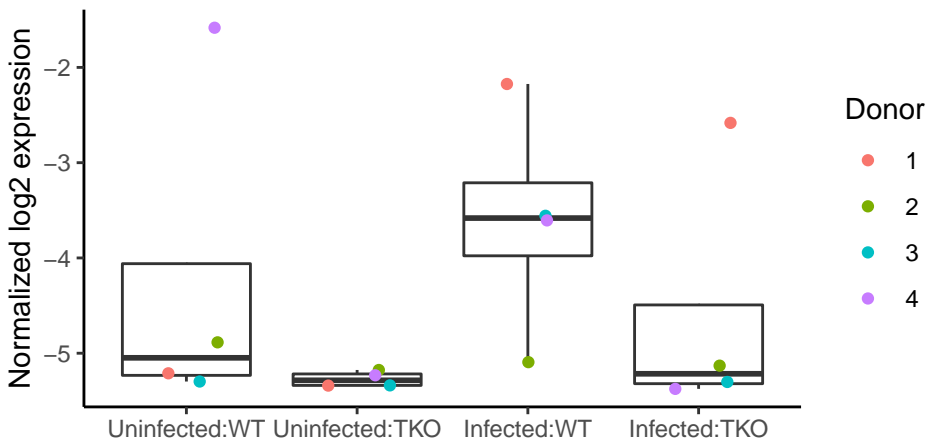 Normalized log2 expression
−2
−3
−4
−5
Uninfected:WT
Uninfected:TKO
Infected:WT
Infected:TKO
Donor
1
2
3
4